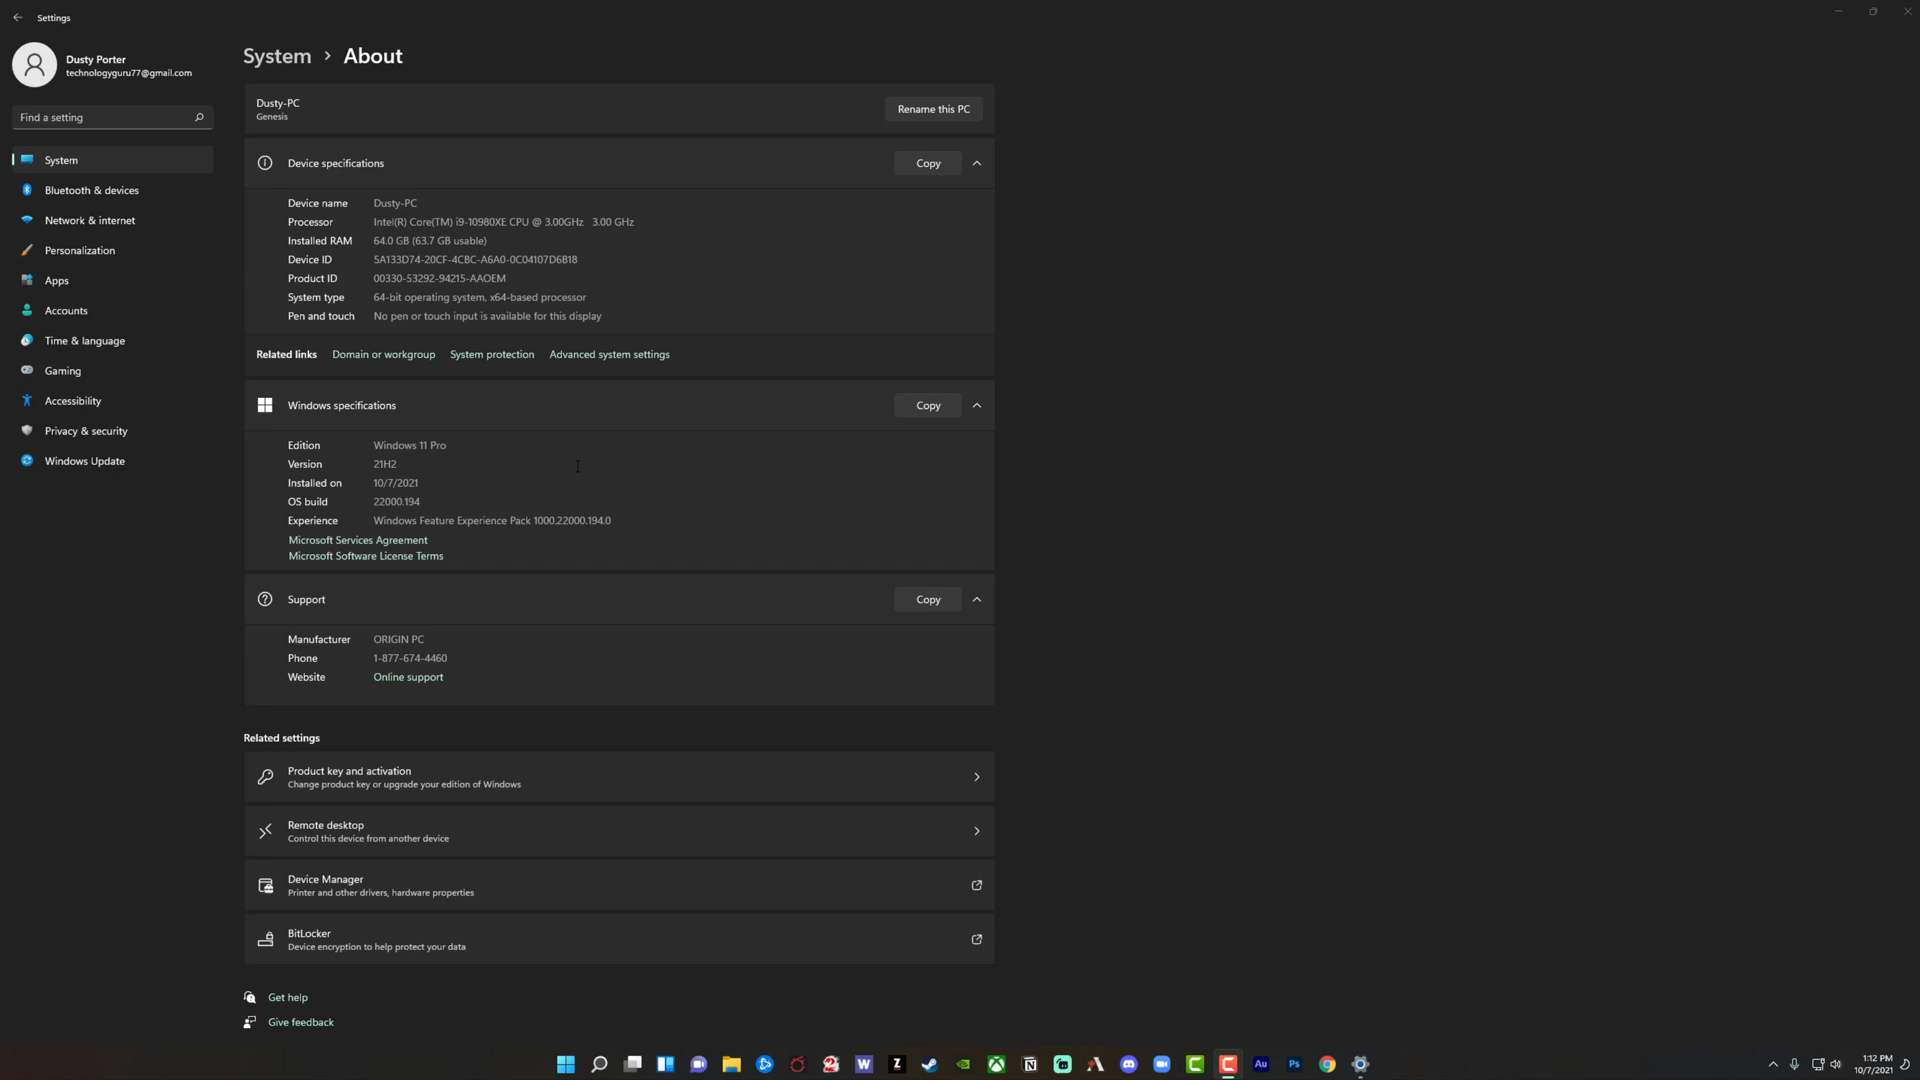 Settings
Dusty Porter
technologyguru77@gmail.com
Find a setting
System
Bluetooth & devices
Network & internet
Personalization
Apps
Accounts
Time & language
Gaming
Accessibility
Privacy & security
Windows Update
System > About
Dusty-PC
Genesis
Rename this PC
Device specifications Copy
Device name Dusty-PC
Processor Intel(R) Core(TM) i9-10980XE CPU @ 3.00GHz 3.00 GHz
Installed RAM 64.0 GB (63.7 GB usable)
Device ID 5A133D74-20CF-4CBC-A6A0-0C04107D6B18
Product ID 00330-53292-94215-AAOEM
System type 64-bit operating system, x64-based processor
Pen and touch No pen or touch input is available for this display
Related links Domain or workgroup System protection Advanced system settings
Windows specifications Copy
Edition Windows 11 Pro
Version 21H2
Installed on 10/7/2021
OS build 22000.194
Experience Windows Feature Experience Pack 1000.22000.194.0
Microsoft Services Agreement
Microsoft Software License Terms
Support Copy
Manufacturer ORIGIN PC
Phone 1-877-674-4460
Website Online support
Related settings
Product key and activation
Change product key or upgrade your edition of Windows
Remote desktop
Control this device from another device
Device Manager
Printer and other drivers, hardware properties
BitLocker
Device encryption to help protect your data
Get help
Give feedback
2 W Z N Au Ps
1:12 PM
10/7/2021